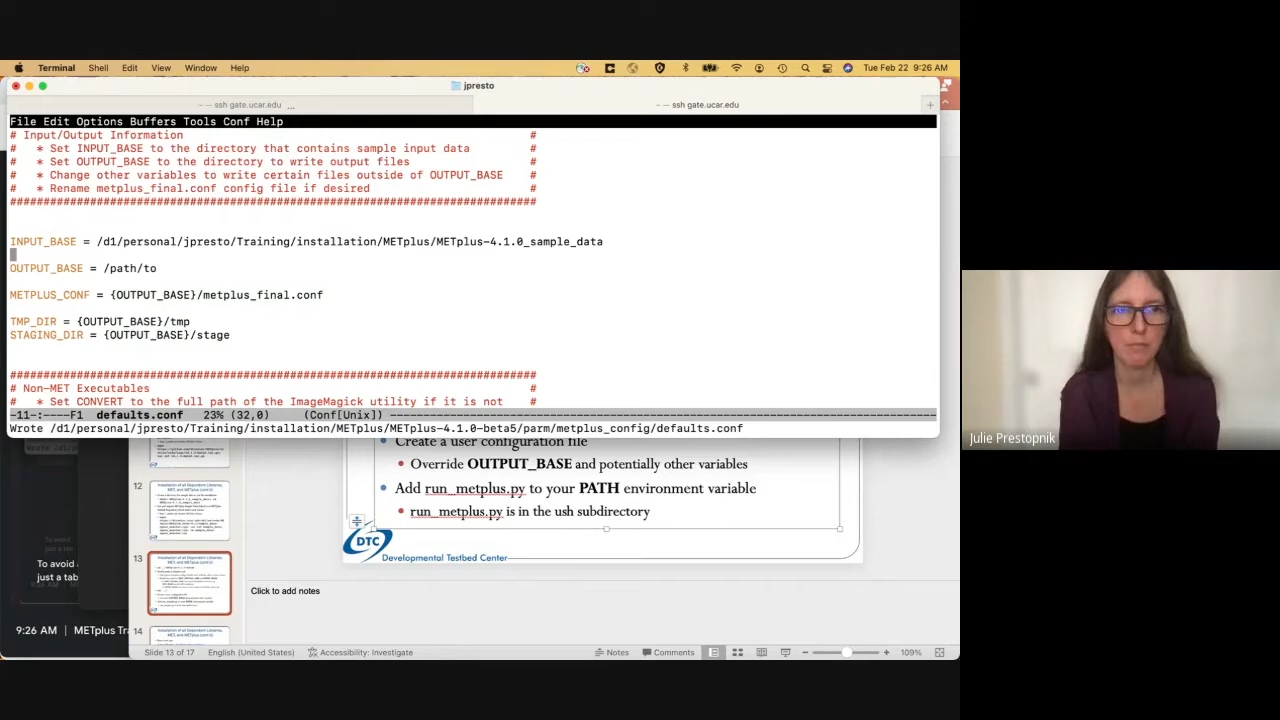 Terminal Shell Edit View Window Help
Tue Feb 22 9:26 AM
jpresto
– — ssh gate.ucar.edu ...
– — ssh gate.ucar.edu
File Edit Options Buffers Tools Conf Help
# Input/Output Information #
# * Set INPUT_BASE to the directory that contains sample input data #
# * Set OUTPUT_BASE to the directory to write output files #
# * Change other variables to write certain files outside of OUTPUT_BASE #
# * Rename metplus_final.conf config file if desired #
###############################################################################
INPUT_BASE = /d1/personal/jpresto/Training/installation/METplus/METplus-4.1.0_sample_data
OUTPUT_BASE = /path/to
METPLUS_CONF = {OUTPUT_BASE}/metplus_final.conf
TMP_DIR = {OUTPUT_BASE}/tmp
STAGING_DIR = {OUTPUT_BASE}/stage
###############################################################################
# Non-MET Executables #
# * Set CONVERT to the full path of the ImageMagick utility if it is not #
-11-:----F1 defaults.conf 23% (32,0) (Conf[Unix])
Wrote /d1/personal/jpresto/Training/installation/METplus/METplus-4.1.0-beta5/parm/metplus_config/defaults.conf
Create a user configuration file
Override OUTPUT_BASE and potentially other variables
Add run_metplus.py to your PATH environment variable
run_metplus.py is in the ush subdirectory
DTC
Developmental Testbed Center
12
13
14
To avoid
just a tab
Click to add notes
9:26 AM | METplus Tra
Slide 13 of 17 English (United States) Accessibility: Investigate Notes Comments 109%
Julie Prestopnik